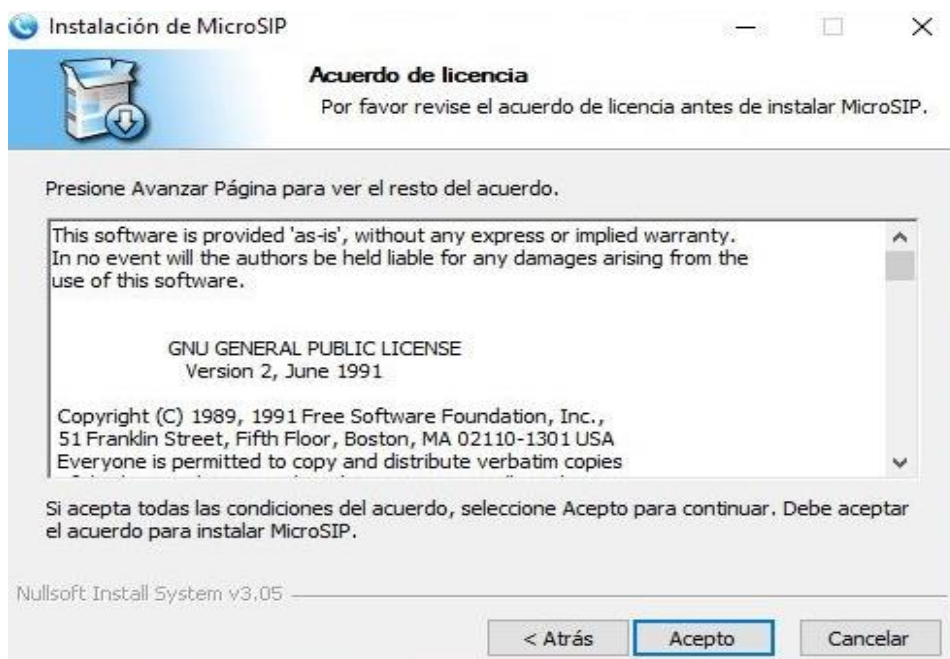 Instalación de MicroSIP
Acuerdo de licencia
Por favor revise el acuerdo de licencia antes de instalar MicroSIP.
Presione Avanzar Página para ver el resto del acuerdo.
This software is provided 'as-is', without any express or implied warranty.
In no event will the authors be held liable for any damages arising from the
use of this software.
GNU GENERAL PUBLIC LICENSE
Version 2, June 1991
Copyright (C) 1989, 1991 Free Software Foundation, Inc.,
51 Franklin Street, Fifth Floor, Boston, MA 02110-1301 USA
Everyone is permitted to copy and distribute verbatim copies
Si acepta todas las condiciones del acuerdo, seleccione Acepto para continuar. Debe aceptar
el acuerdo para instalar MicroSIP.
Nullsoft Install System v3.05
< Atrás
Acepto
Cancelar